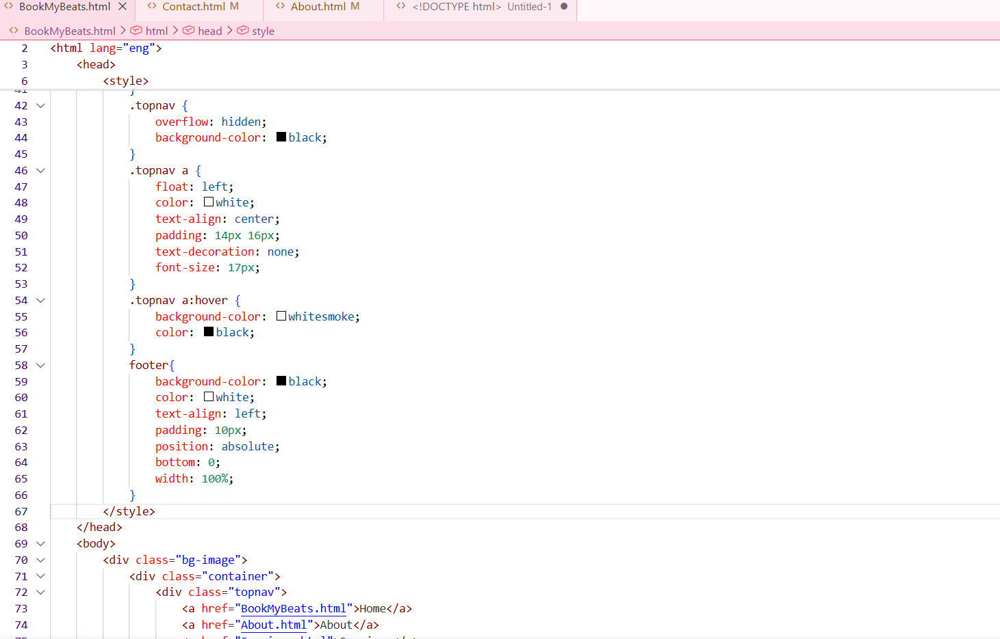 BookMyBeats.html
Contact.html M
About.html M
<!DOCTYPE html> Untitled-1
BookMyBeats.html > html > head > style
2 <html lang="eng">
3 <head>
6 <style>
41 }
42 .topnav {
43 overflow: hidden;
44 background-color: black;
45 }
46 .topnav a {
47 float: left;
48 color: white;
49 text-align: center;
50 padding: 14px 16px;
51 text-decoration: none;
52 font-size: 17px;
53 }
54 .topnav a:hover {
55 background-color: whitesmoke;
56 color: black;
57 }
58 footer{
59 background-color: black;
60 color: white;
61 text-align: left;
62 padding: 10px;
63 position: absolute;
64 bottom: 0;
65 width: 100%;
66 }
67 </style>
68 </head>
69 <body>
70 <div class="bg-image">
71 <div class="container">
72 <div class="topnav">
73 <a href="BookMyBeats.html">Home</a>
74 <a href="About.html">About</a>